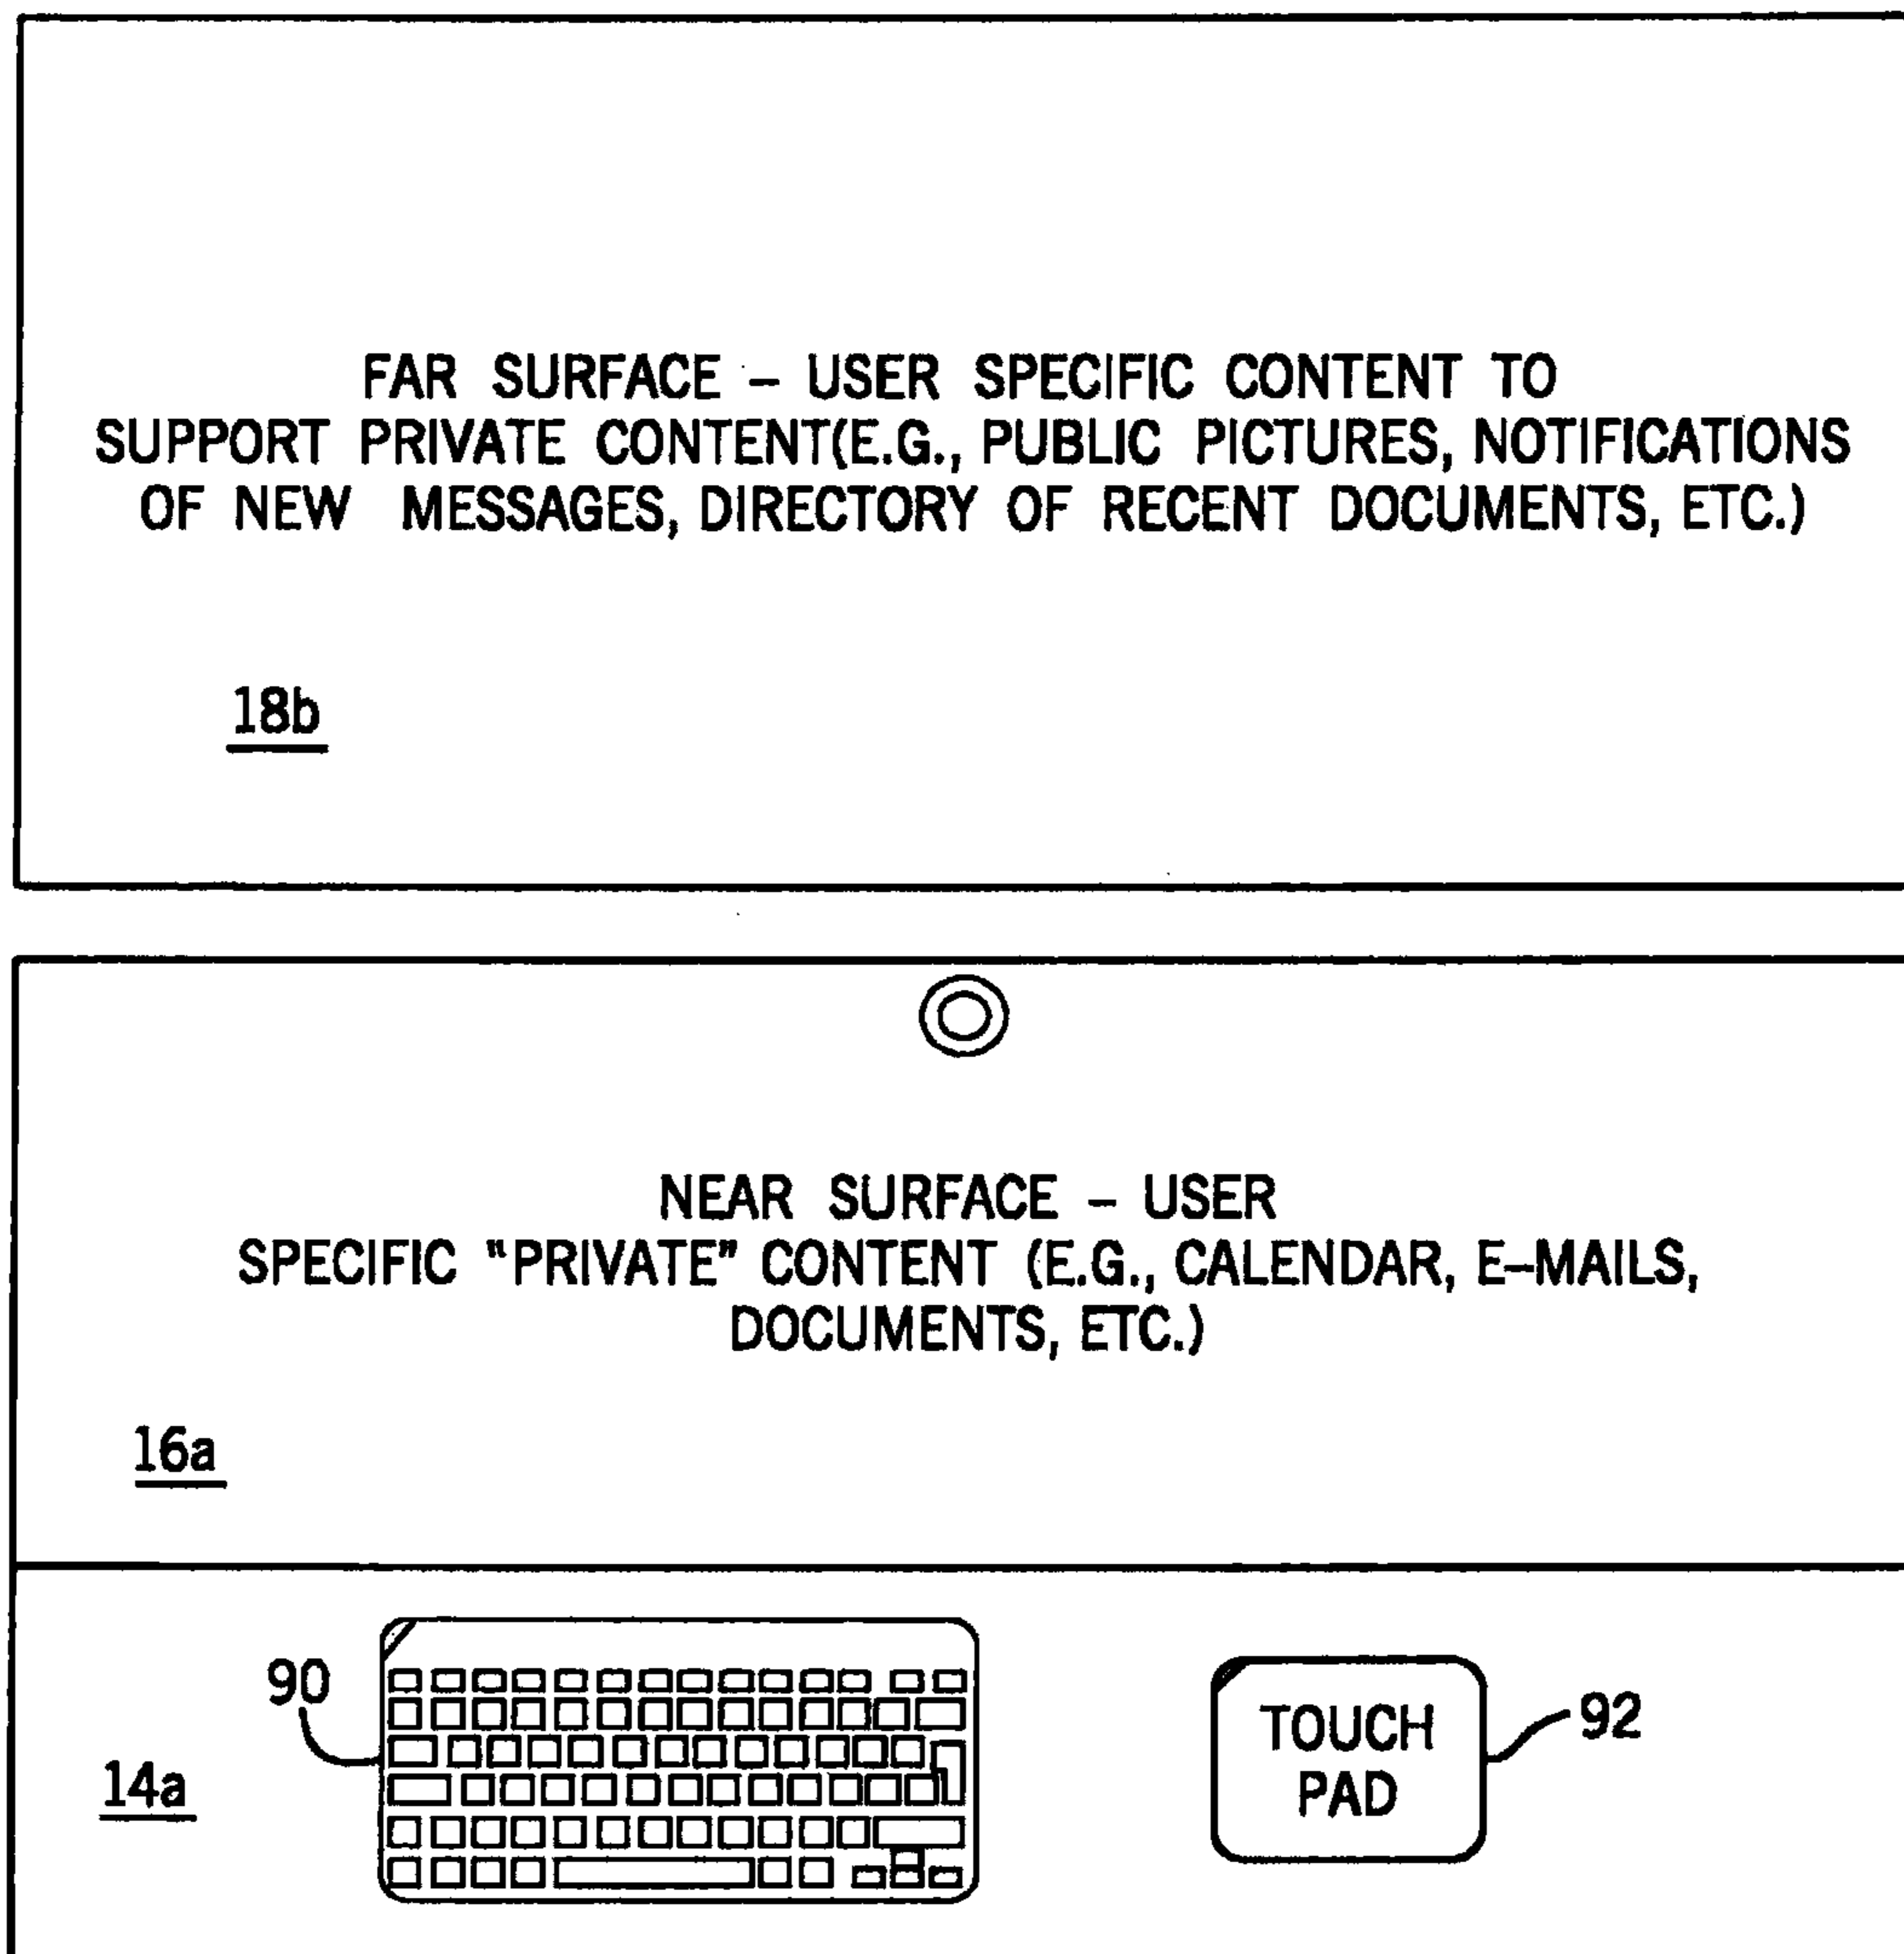 FAR SURFACE – USER SPECIFIC CONTENT TO
SUPPORT PRIVATE CONTENT(E.G., PUBLIC PICTURES, NOTIFICATIONS
OF NEW MESSAGES, DIRECTORY OF RECENT DOCUMENTS, ETC.)
18b
NEAR SURFACE – USER
SPECIFIC "PRIVATE" CONTENT (E.G., CALENDAR, E–MAILS,
DOCUMENTS, ETC.)
16a
90
14a
TOUCH
PAD
92